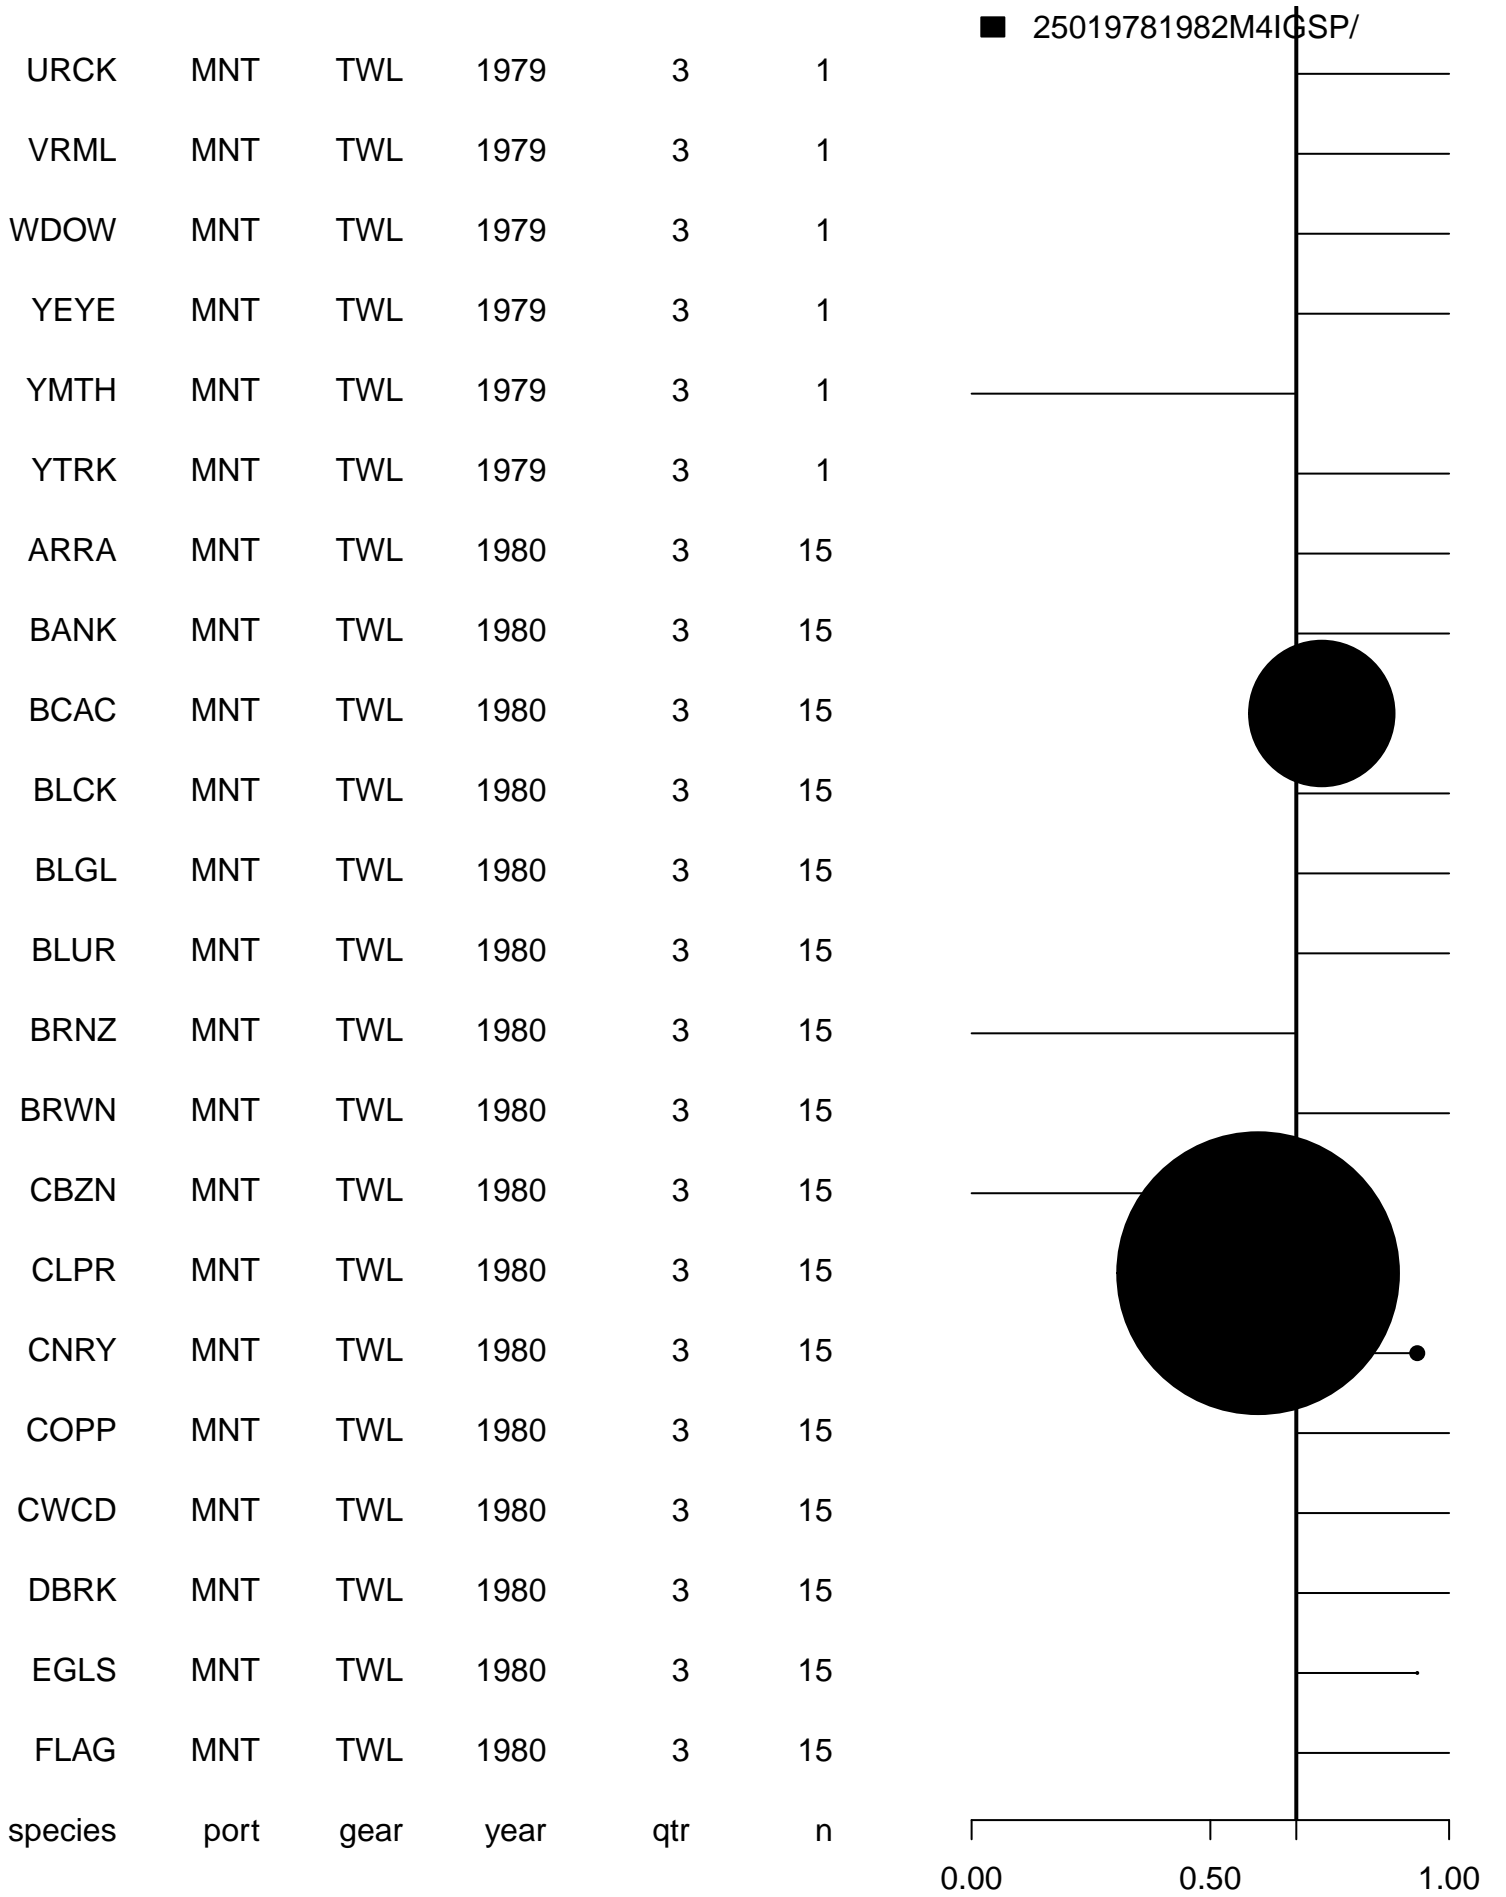 25019781982M4IGSP/
URCK MNT TWL 1979 3 1
VRML MNT TWL 1979 3 1
WDOW MNT TWL 1979 3 1
YEYE MNT TWL 1979 3 1
YMTH MNT TWL 1979 3 1
YTRK MNT TWL 1979 3 1
ARRA MNT TWL 1980 3 15
BANK MNT TWL 1980 3 15
BCAC MNT TWL 1980 3 15
BLCK MNT TWL 1980 3 15
BLGL MNT TWL 1980 3 15
BLUR MNT TWL 1980 3 15
BRNZ MNT TWL 1980 3 15
BRWN MNT TWL 1980 3 15
CBZN MNT TWL 1980 3 15
CLPR MNT TWL 1980 3 15
CNRY MNT TWL 1980 3 15
COPP MNT TWL 1980 3 15
CWCD MNT TWL 1980 3 15
DBRK MNT TWL 1980 3 15
EGLS MNT TWL 1980 3 15
FLAG MNT TWL 1980 3 15
species port gear year qtr n
0.00 0.50 1.00